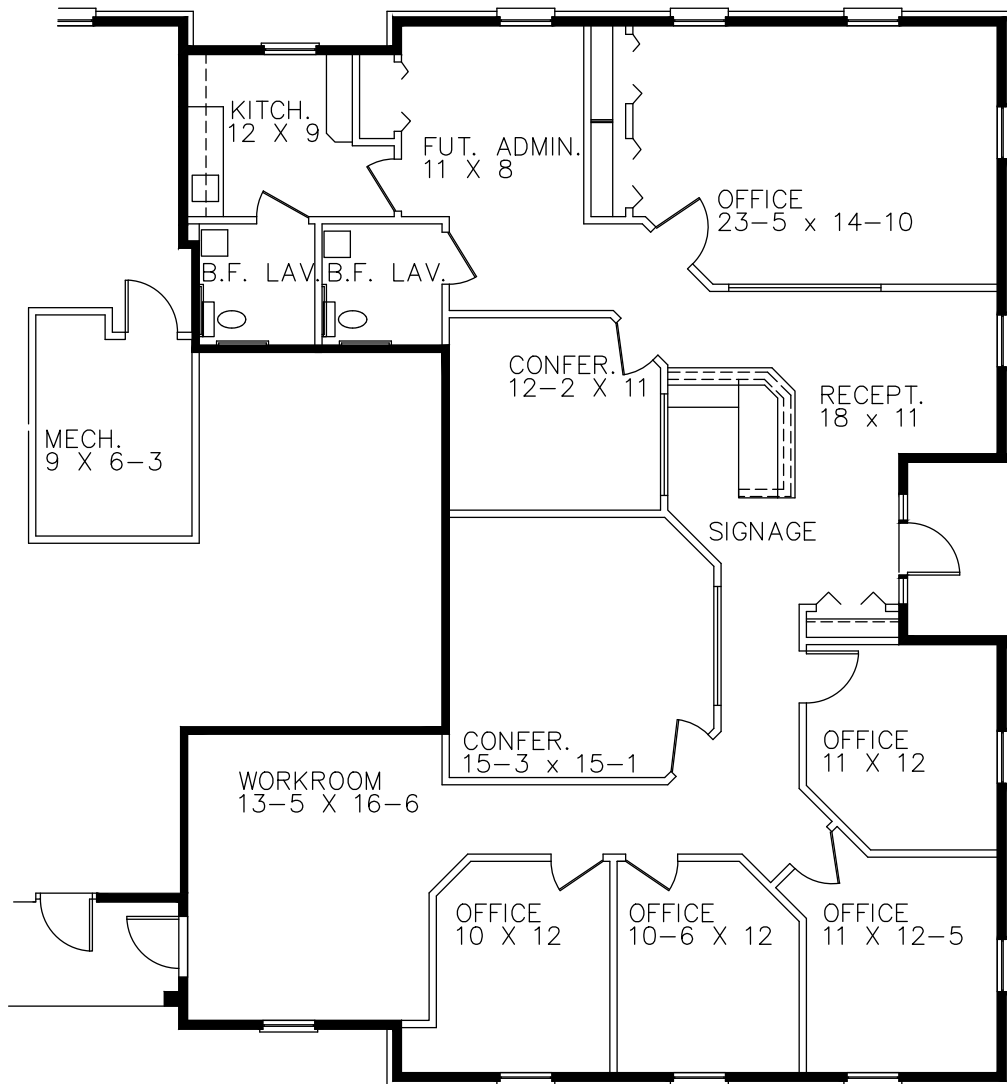 KITCH.
12 X 9
FUT. ADMIN.
11 X 8
OFFICE
23-5 x 14-10
B.F. LAV.
B.F. LAV.
CONFER.
12-2 X 11
RECEPT.
18 x 11
MECH.
9 X 6-3
SIGNAGE
CONFER.
15-3 x 15-1
OFFICE
11 X 12
WORKROOM
13-5 X 16-6
OFFICE
10 X 12
OFFICE
10-6 X 12
OFFICE
11 X 12-5